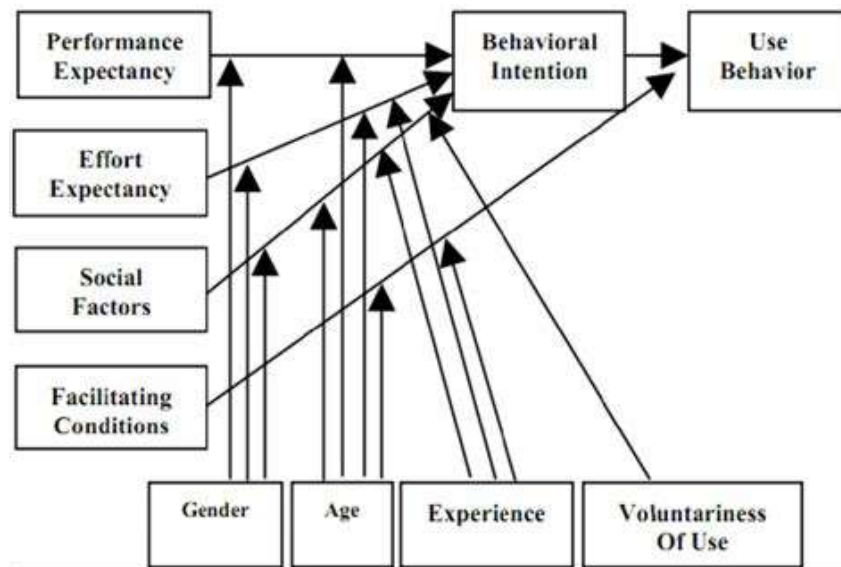 Performance
Expectancy
Behavioral
Intention
Use
Behavior
Effort
Expectancy
Social
Factors
Facilitating
Conditions
Gender
Age
Experience
Voluntariness
Of Use